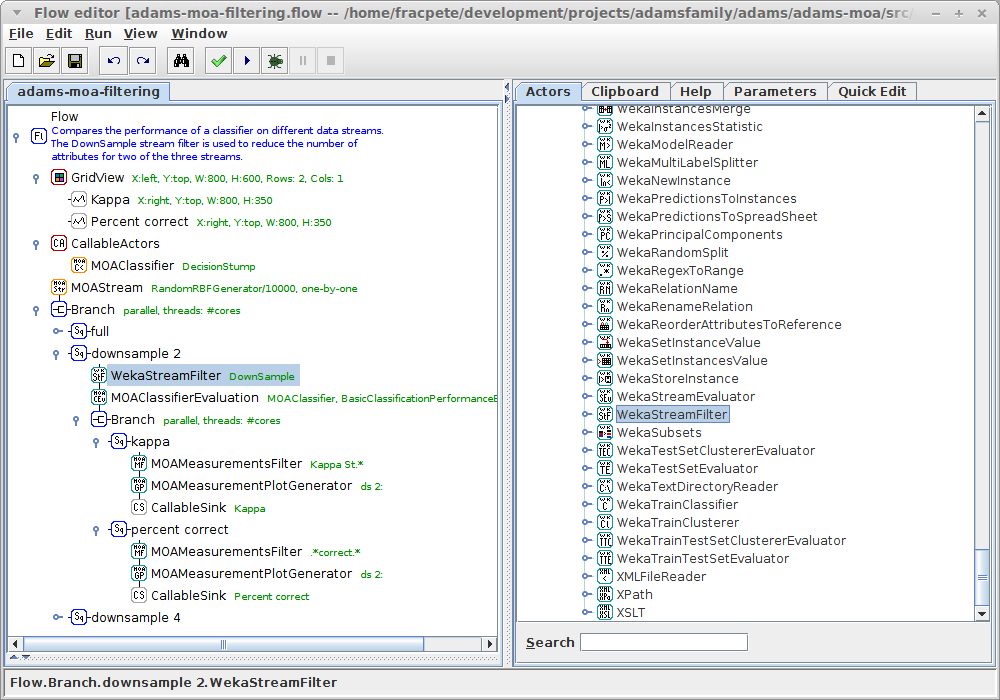 Flow editor [adams-moa-filtering.flow -- /home/fracpete/development/projects/adamsfamily/adams/adams-moa/src/
File Edit Run View Window
adams-moa-filtering
Flow
Compares the performance of a classifier on different data streams.
The DownSample stream filter is used to reduce the number of
attributes for two of the three streams.
GridView X:left, Y:top, W:800, H:600, Rows: 2, Cols: 1
Kappa X:right, Y:top, W:800, H:350
Percent correct X:right, Y:top, W:800, H:350
CallableActors
MOAClassifier DecisionStump
MOAStream RandomRBFGenerator/10000, one-by-one
Branch parallel, threads: #cores
full
downsample 2
WekaStreamFilter DownSample
MOAClassifierEvaluation MOAClassifier, BasicClassificationPerformanceE
Branch parallel, threads: #cores
kappa
MOAMeasurementsFilter Kappa St.*
MOAMeasurementPlotGenerator ds 2:
CallableSink Kappa
percent correct
MOAMeasurementsFilter .*correct.*
MOAMeasurementPlotGenerator ds 2:
CallableSink Percent correct
downsample 4
Actors Clipboard Help Parameters Quick Edit
WekaInstancesMerge
WekaInstancesStatistic
WekaModelReader
WekaMultiLabelSplitter
WekaNewInstance
WekaPredictionsToInstances
WekaPredictionsToSpreadSheet
WekaPrincipalComponents
WekaRandomSplit
WekaRegexToRange
WekaRelationName
WekaRenameRelation
WekaReorderAttributesToReference
WekaSetInstanceValue
WekaSetInstancesValue
WekaStoreInstance
WekaStreamEvaluator
WekaStreamFilter
WekaSubsets
WekaTestSetClustererEvaluator
WekaTestSetEvaluator
WekaTextDirectoryReader
WekaTrainClassifier
WekaTrainClusterer
WekaTrainTestSetClustererEvaluator
WekaTrainTestSetEvaluator
XMLFileReader
XPath
XSLT
Search
Flow.Branch.downsample 2.WekaStreamFilter